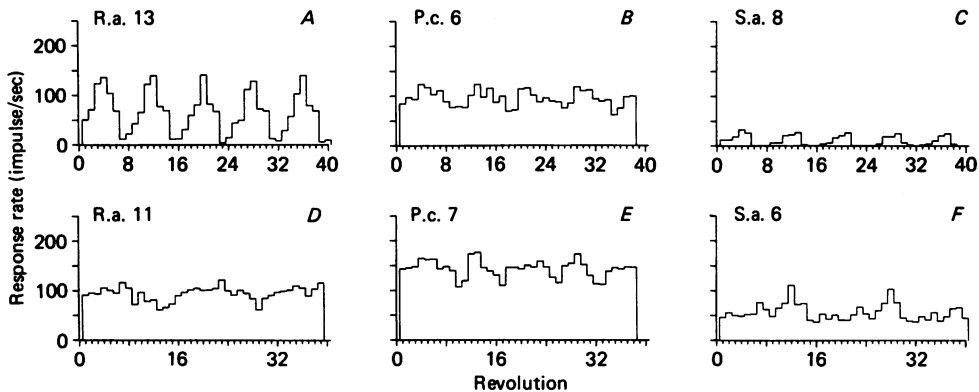 Response rate (impulse/sec)
R.a. 13 A
200
100
0
0 8 16 24 32 40
P.c. 6 B
0 8 16 24 32 40
S.a. 8 C
8 16 24 32 40
R.a. 11 D
200
100
0
0 16 32
P.c. 7 E
0 16 32
S.a. 6 F
16 32
Revolution